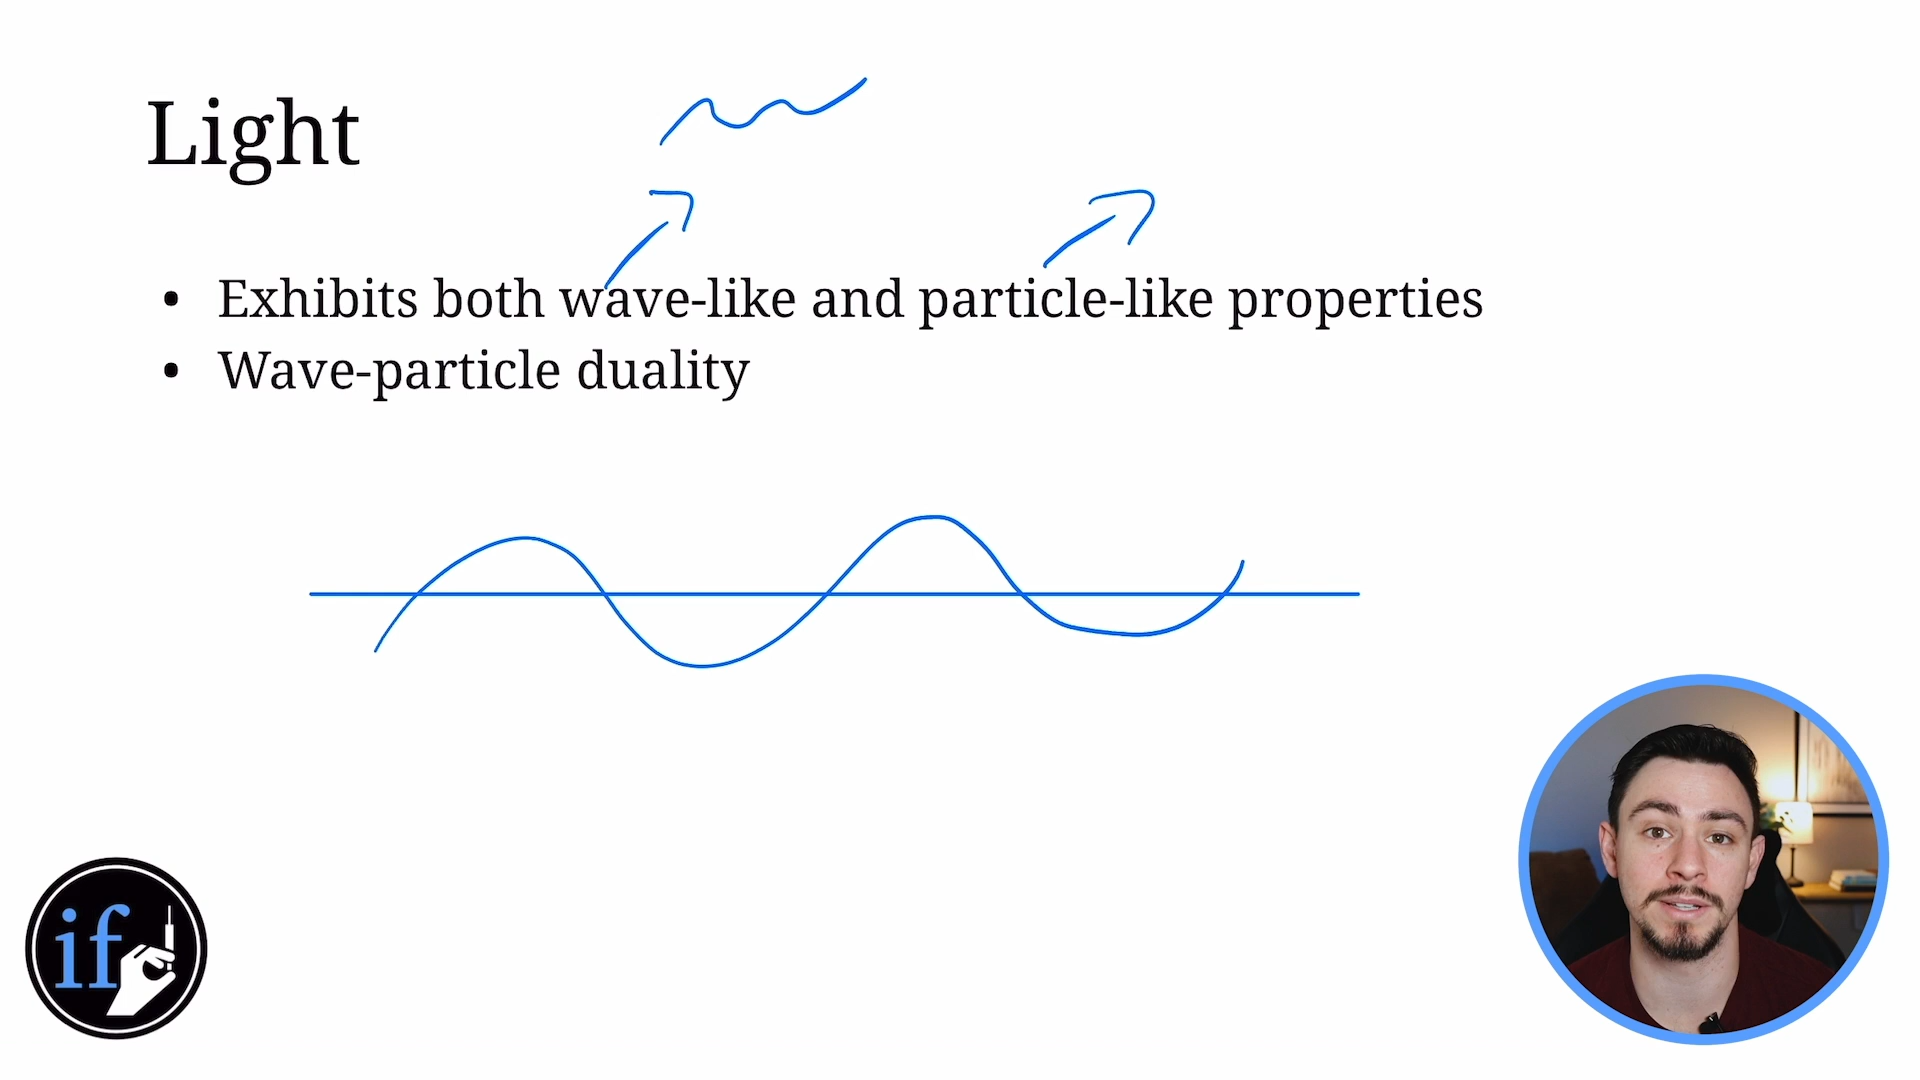 Light
• Exhibits both wave-like and particle-like properties
• Wave-particle duality
if